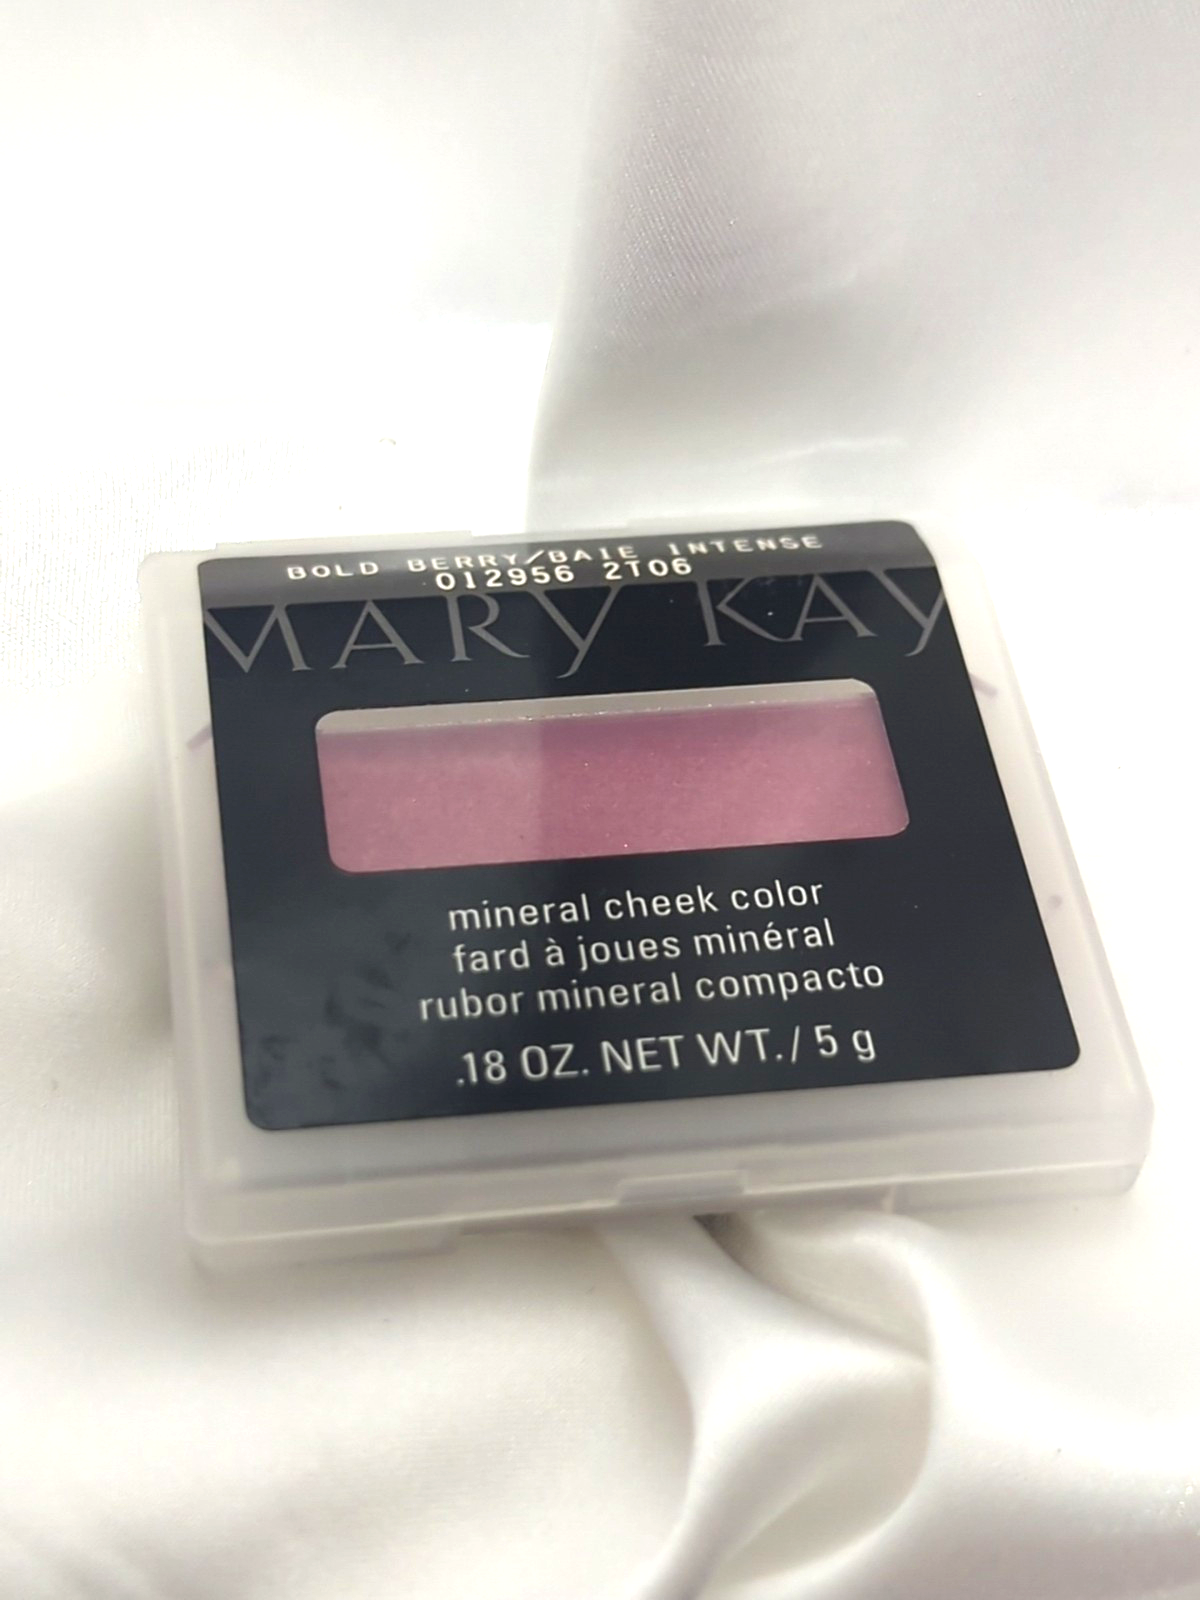 BOLD BERRY/BAIE INTENSE
012956 2T06
MARY KAY
mineral cheek color
fard à joues minéral
rubor mineral compacto
.18 OZ. NET WT./ 5 g